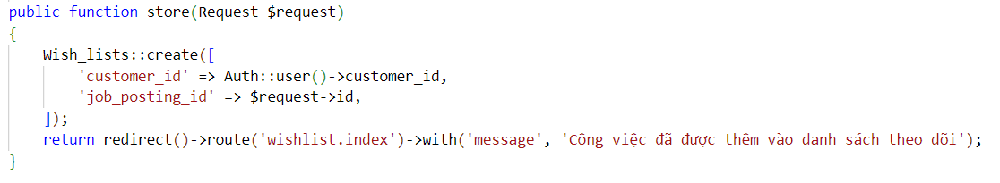 public function store(Request $request)
{
    Wish_lists::create([
        'customer_id' => Auth::user()->customer_id,
        'job_posting_id' => $request->id,
    ]);
    return redirect()->route('wishlist.index')->with('message', 'Công việc đã được thêm vào danh sách theo dõi');
}